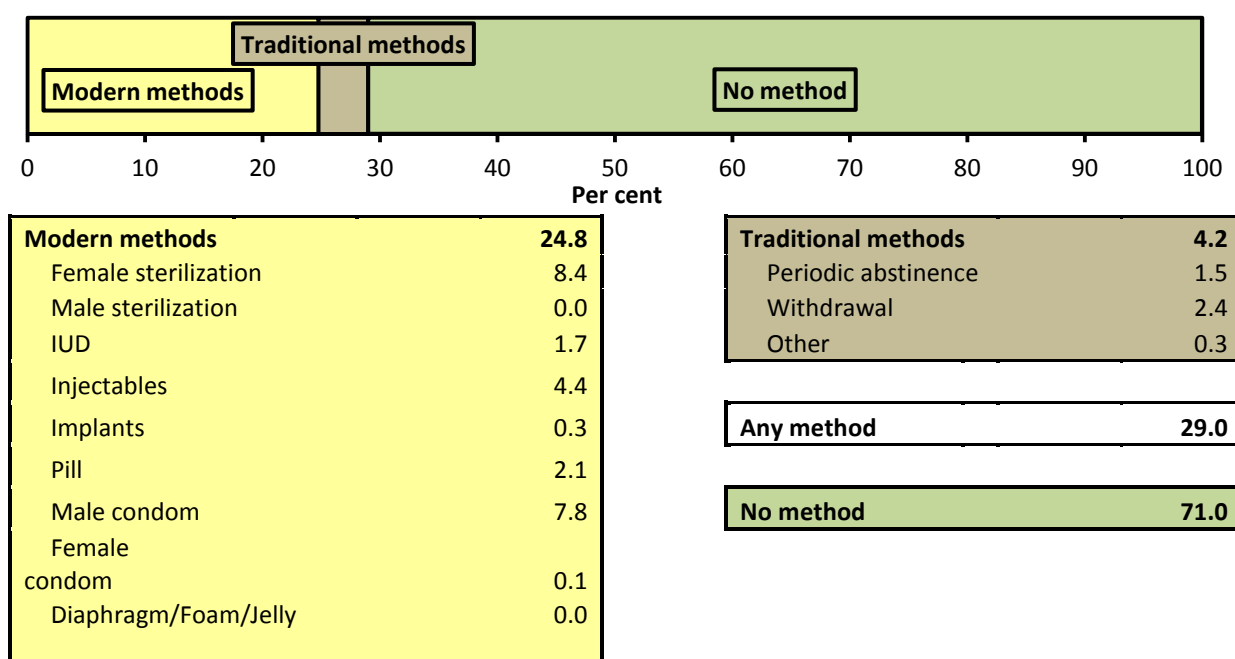 Traditional methods
Modern methods
No method
0 10 20 30 40 50 60 70 80 90 100
Per cent
Modern methods 24.8
Female sterilization 8.4
Male sterilization 0.0
IUD 1.7
Injectables 4.4
Implants 0.3
Pill 2.1
Male condom 7.8
Female
condom 0.1
Diaphragm/Foam/Jelly 0.0
Traditional methods 4.2
Periodic abstinence 1.5
Withdrawal 2.4
Other 0.3
Any method 29.0
No method 71.0